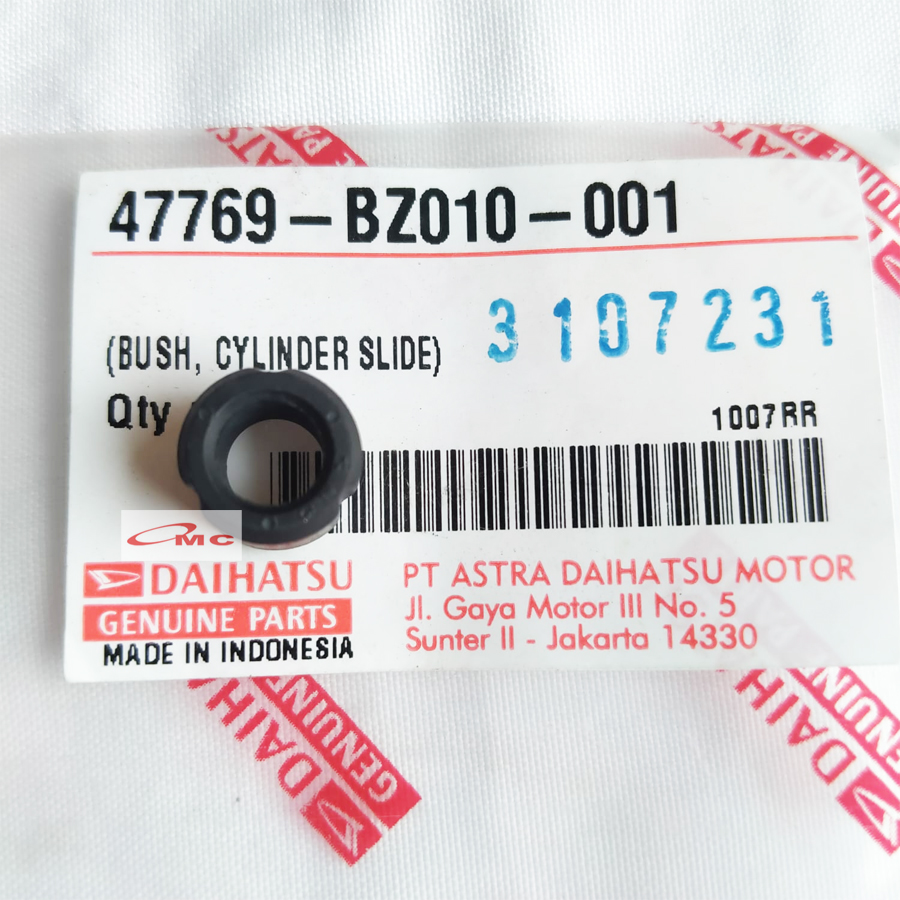 47769-BZ010-001
3107231
(BUSH, CYLINDER SLIDE)
Qty
1007RR
OMC
DAIHATSU
GENUINE PARTS
MADE IN INDONESIA
PT ASTRA DAIHATSU MOTOR
Jl. Gaya Motor III No. 5
Sunter II - Jakarta 14330